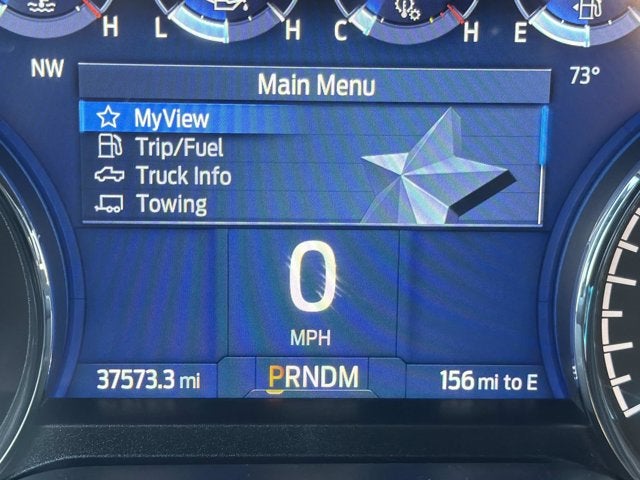 H L H C H E
NW
73°
Main Menu
MyView
Trip/Fuel
Truck Info
Towing
0
MPH
37573.3 mi
PRNDM
156 mi to E